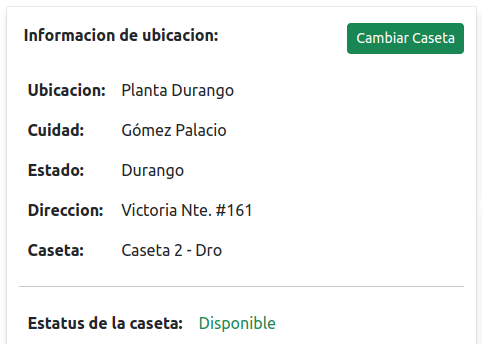 Informacion de ubicacion:
Cambiar Caseta
Ubicacion: Planta Durango
Cuidad: Gómez Palacio
Estado: Durango
Direccion: Victoria Nte. #161
Caseta: Caseta 2 - Dro
Estatus de la caseta: Disponible